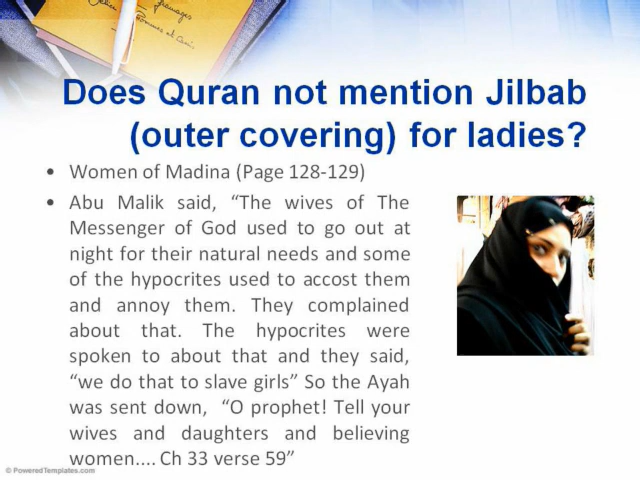 Does Quran not mention Jilbab
(outer covering) for ladies?
• Women of Madina (Page 128-129)
• Abu Malik said, “The wives of The
Messenger of God used to go out at
night for their natural needs and some
of the hypocrites used to accost them
and annoy them. They complained
about that. The hypocrites were
spoken to about that and they said,
“we do that to slave girls” So the Ayah
was sent down, “O prophet! Tell your
wives and daughters and believing
women.... Ch 33 verse 59”
© PoweredTemplates.com